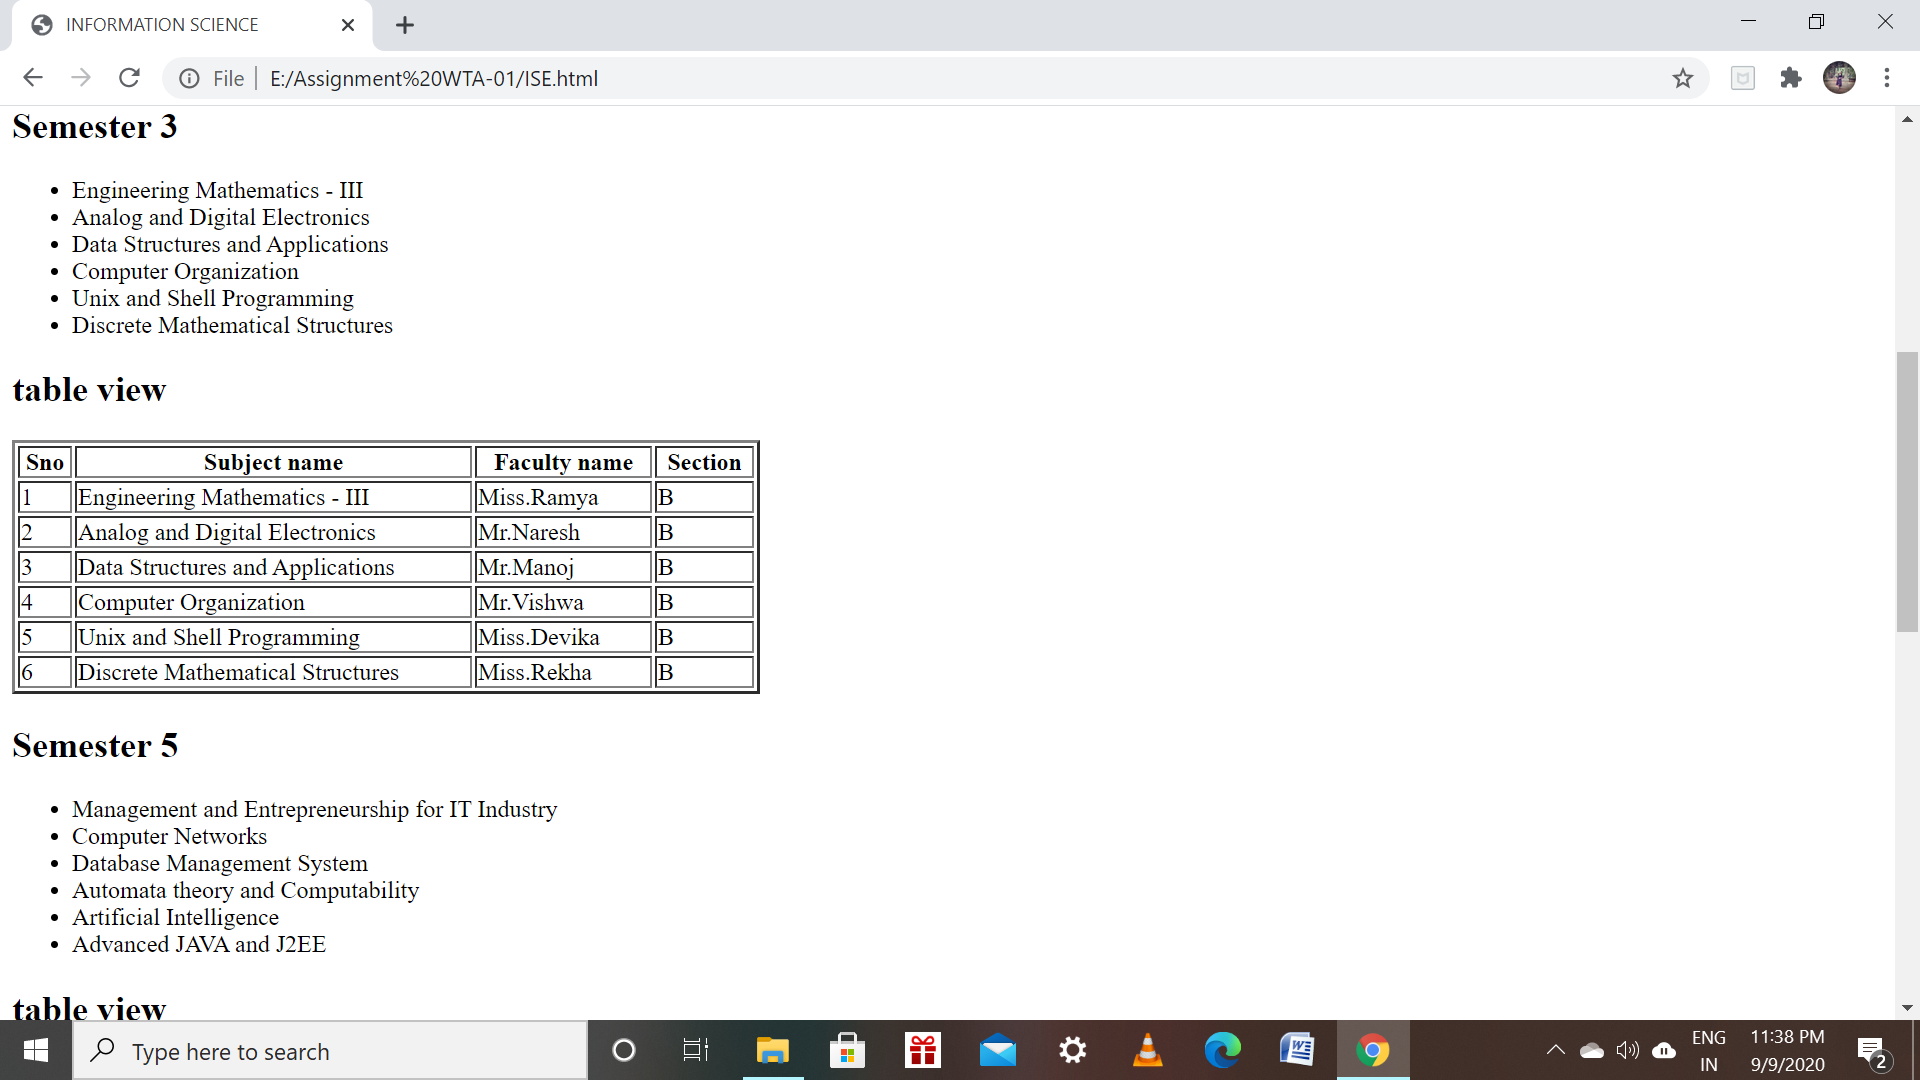 INFORMATION SCIENCE
File E:/Assignment%20WTA-01/ISE.html
Semester 3
• Engineering Mathematics - III
• Analog and Digital Electronics
• Data Structures and Applications
• Computer Organization
• Unix and Shell Programming
• Discrete Mathematical Structures
table view
Sno Subject name Faculty name Section
1 Engineering Mathematics - III Miss.Ramya B
2 Analog and Digital Electronics Mr.Naresh B
3 Data Structures and Applications Mr.Manoj B
4 Computer Organization Mr.Vishwa B
5 Unix and Shell Programming Miss.Devika B
6 Discrete Mathematical Structures Miss.Rekha B
Semester 5
• Management and Entrepreneurship for IT Industry
• Computer Networks
• Database Management System
• Automata theory and Computability
• Artificial Intelligence
• Advanced JAVA and J2EE
table view
Type here to search
ENG 11:38 PM
IN 9/9/2020
2